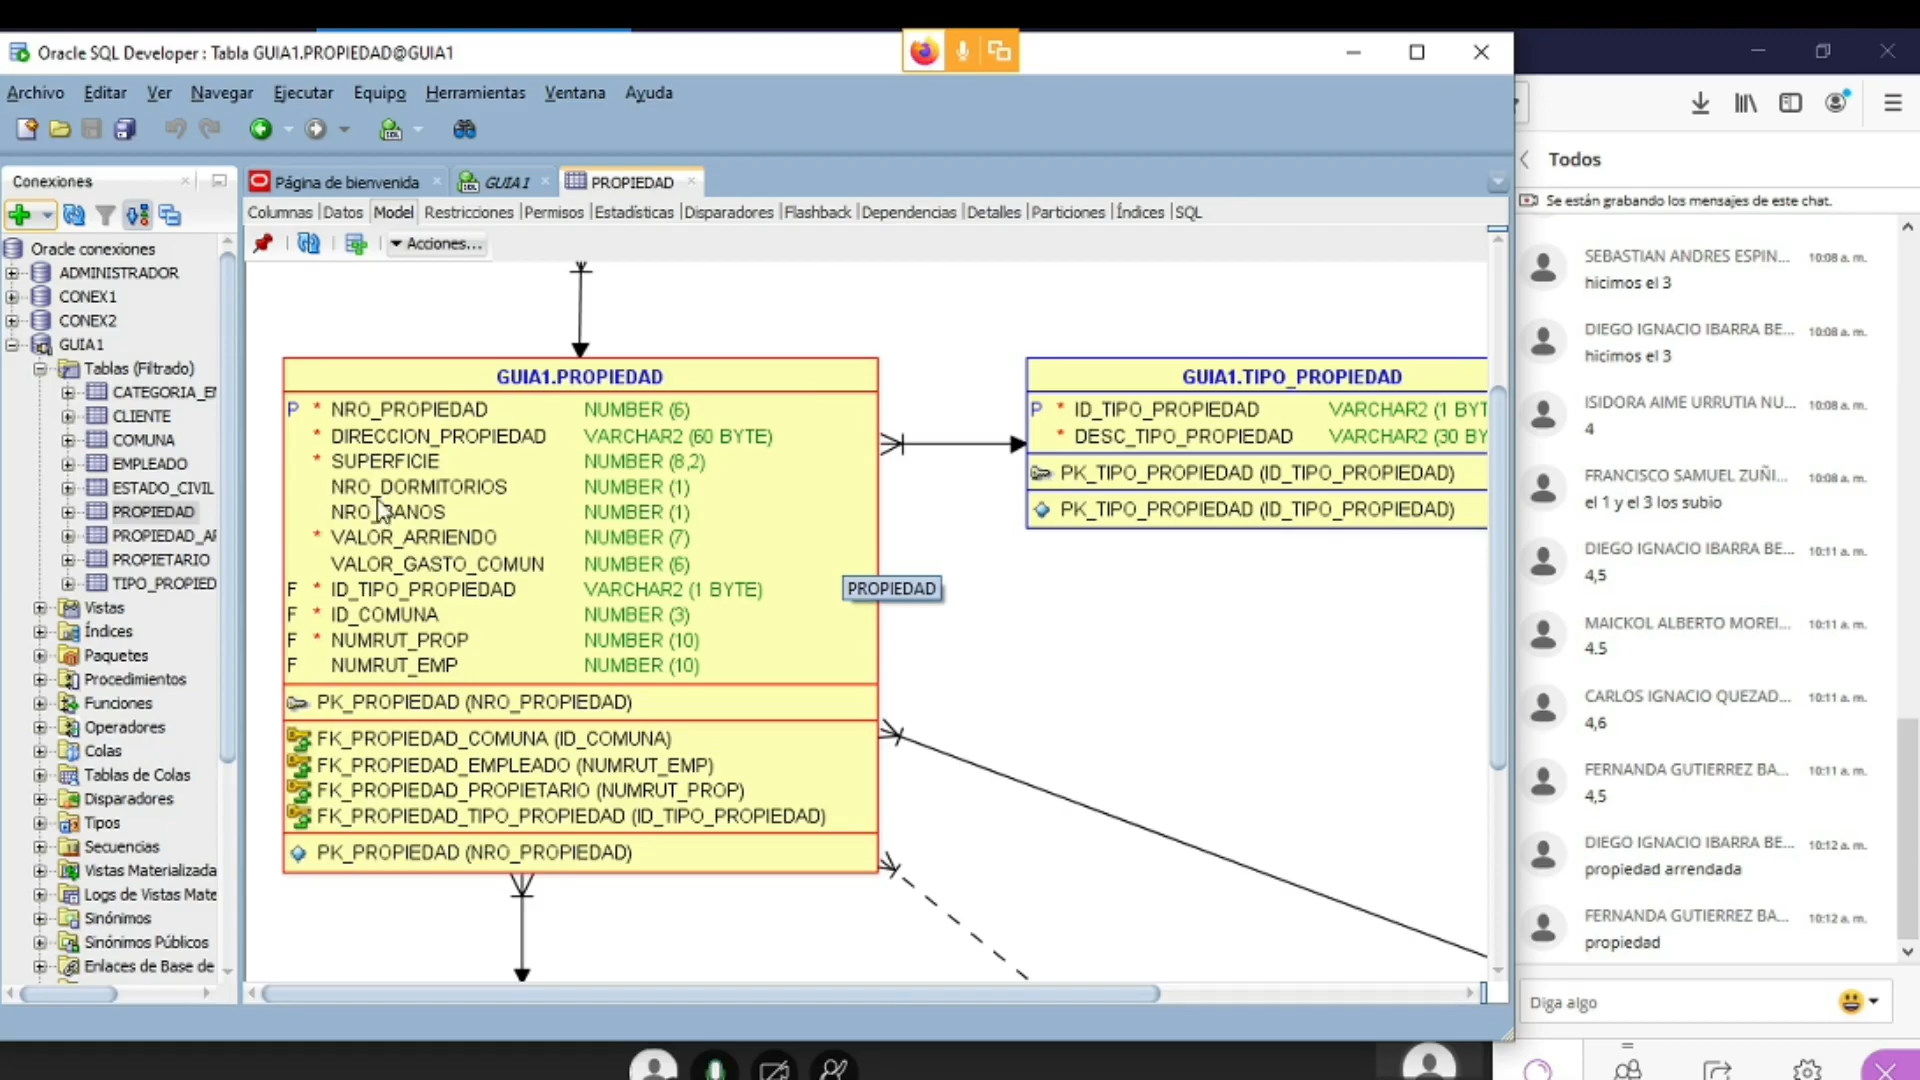 Oracle SQL Developer : Tabla GUIA1.PROPIEDAD@GUIA1
Archivo Editar Ver Navegar Ejecutar Equipo Herramientas Ventana Ayuda
Conexiones
Página de bienvenida
GUIA1
PROPIEDAD
Columnas Datos Model Restricciones Permisos Estadísticas Disparadores Flashback Dependencias Detalles Particiones Índices SQL
Acciones...
Oracle conexiones
ADMINISTRADOR
CONEX1
CONEX2
GUIA1
Tablas (Filtrado)
CATEGORIA_EM
CLIENTE
COMUNA
EMPLEADO
ESTADO_CIVIL
PROPIEDAD
PROPIEDAD_AF
PROPIETARIO
TIPO_PROPIED
Vistas
Índices
Paquetes
Procedimientos
Funciones
Operadores
Colas
Tablas de Colas
Disparadores
Tipos
Secuencias
Vistas Materializada
Logs de Vistas Mate
Sinónimos
Sinónimos Públicos
Enlaces de Base de
GUIA1.PROPIEDAD
P * NRO_PROPIEDAD NUMBER (6)
* DIRECCION_PROPIEDAD VARCHAR2 (60 BYTE)
* SUPERFICIE NUMBER (8,2)
NRO_DORMITORIOS NUMBER (1)
NRO_BANOS NUMBER (1)
* VALOR_ARRIENDO NUMBER (7)
VALOR_GASTO_COMUN NUMBER (6)
F * ID_TIPO_PROPIEDAD VARCHAR2 (1 BYTE)
F * ID_COMUNA NUMBER (3)
F * NUMRUT_PROP NUMBER (10)
F NUMRUT_EMP NUMBER (10)
PK_PROPIEDAD (NRO_PROPIEDAD)
FK_PROPIEDAD_COMUNA (ID_COMUNA)
FK_PROPIEDAD_EMPLEADO (NUMRUT_EMP)
FK_PROPIEDAD_PROPIETARIO (NUMRUT_PROP)
FK_PROPIEDAD_TIPO_PROPIEDAD (ID_TIPO_PROPIEDAD)
PK_PROPIEDAD (NRO_PROPIEDAD)
PROPIEDAD
GUIA1.TIPO_PROPIEDAD
P * ID_TIPO_PROPIEDAD VARCHAR2 (1 BYT
* DESC_TIPO_PROPIEDAD VARCHAR2 (30 BY
PK_TIPO_PROPIEDAD (ID_TIPO_PROPIEDAD)
PK_TIPO_PROPIEDAD (ID_TIPO_PROPIEDAD)
Todos
Se están grabando los mensajes de este chat.
SEBASTIAN ANDRES ESPIN... 10:08 a. m.
hicimos el 3
DIEGO IGNACIO IBARRA BE... 10:08 a. m.
hicimos el 3
ISIDORA AIME URRUTIA NU... 10:08 a. m.
4
FRANCISCO SAMUEL ZUÑI... 10:08 a. m.
el 1 y el 3 los subio
DIEGO IGNACIO IBARRA BE... 10:11 a. m.
4,5
MAICKOL ALBERTO MOREI... 10:11 a. m.
4.5
CARLOS IGNACIO QUEZAD... 10:11 a. m.
4,6
FERNANDA GUTIERREZ BA... 10:11 a. m.
4,5
DIEGO IGNACIO IBARRA BE... 10:12 a. m.
propiedad arrendada
FERNANDA GUTIERREZ BA... 10:12 a. m.
propiedad
Diga algo